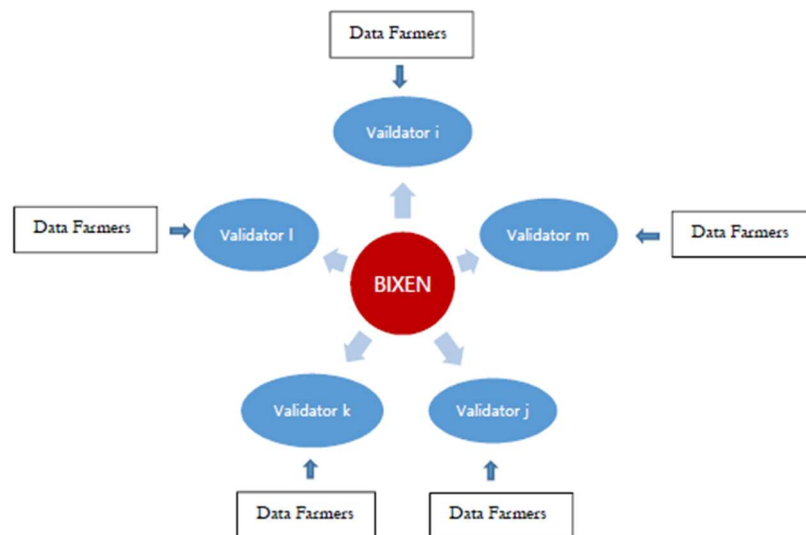 Data Farmers
Vaildator i
Data Farmers
Validator l
Validator m
Data Farmers
BIXEN
Validator k
Validator j
Data Farmers
Data Farmers